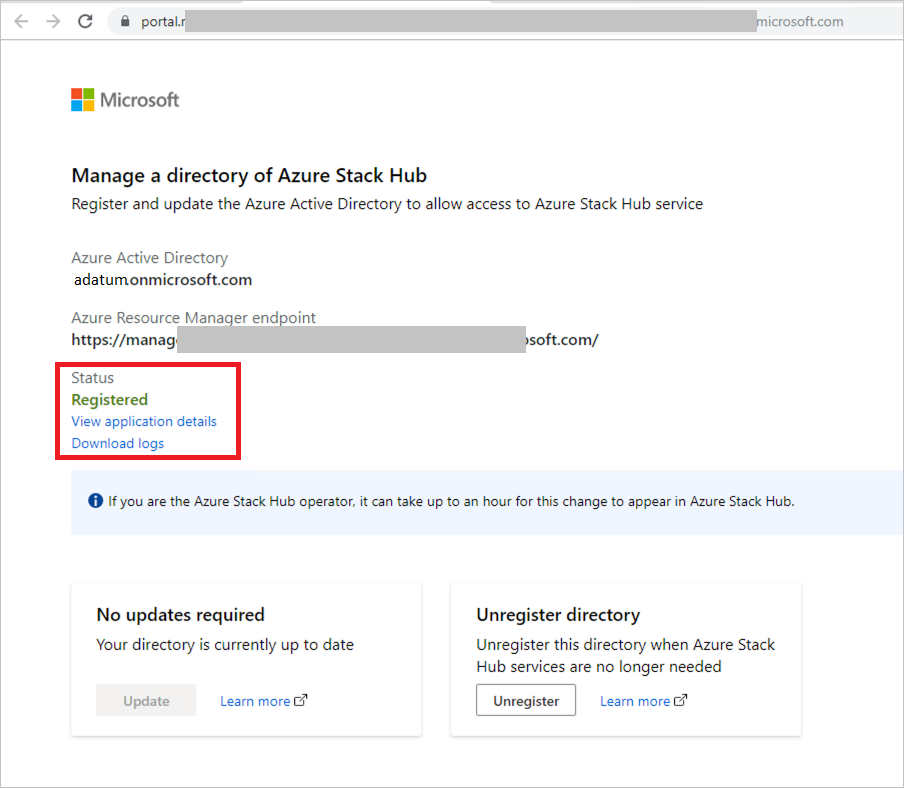 portal. microsoft.com
Microsoft
Manage a directory of Azure Stack Hub
Register and update the Azure Active Directory to allow access to Azure Stack Hub service
Azure Active Directory
adatum.onmicrosoft.com
Azure Resource Manager endpoint
https://manag osoft.com/
Status
Registered
View application details
Download logs
If you are the Azure Stack Hub operator, it can take up to an hour for this change to appear in Azure Stack Hub.
No updates required
Your directory is currently up to date
Update Learn more
Unregister directory
Unregister this directory when Azure Stack
Hub services are no longer needed
Unregister Learn more